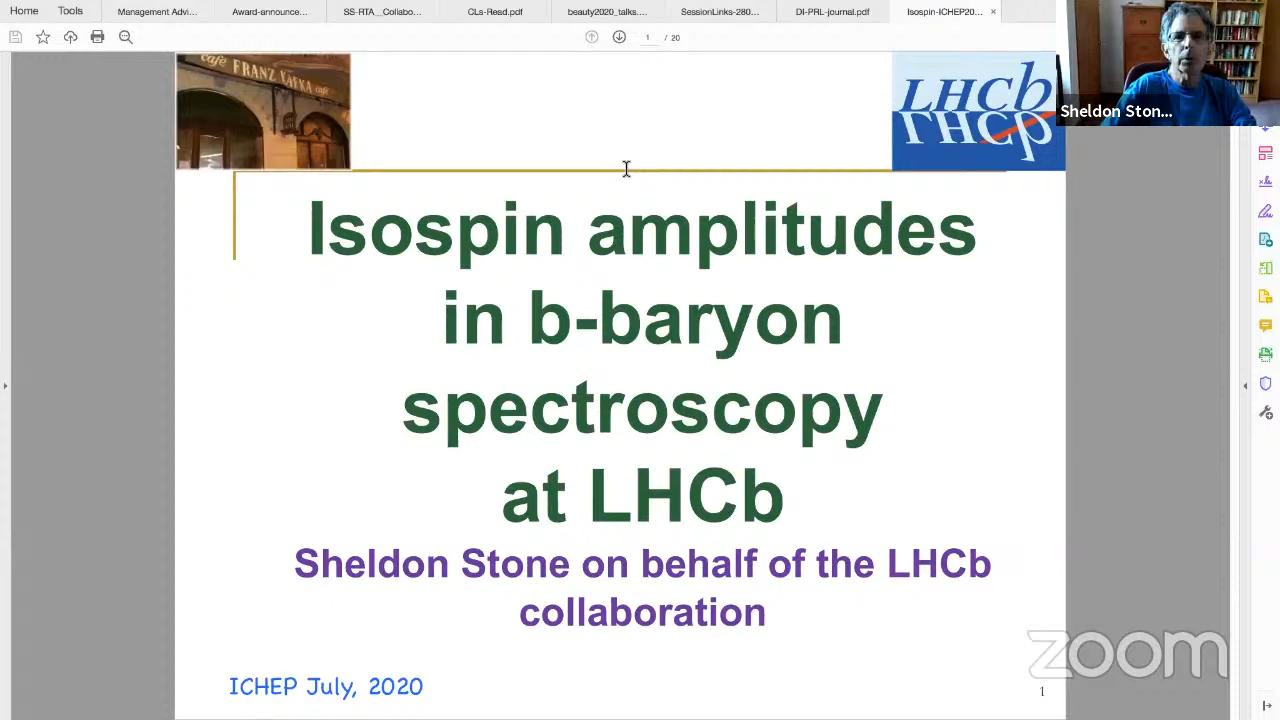 Home
Tools
Management Advi...
Award-announce...
SS-RTA__Collabo...
CLs-Read.pdf
beauty2020_talks....
SessionLinks-280...
DI-PRL-journal.pdf
Isospin-ICHEP20...
×
1 / 20
café FRANZ KAFKA café
LHCb
LHCb
Sheldon Ston...
Isospin amplitudes
in b-baryon
spectroscopy
at LHCb
Sheldon Stone on behalf of the LHCb
collaboration
zoom
ICHEP July, 2020
1